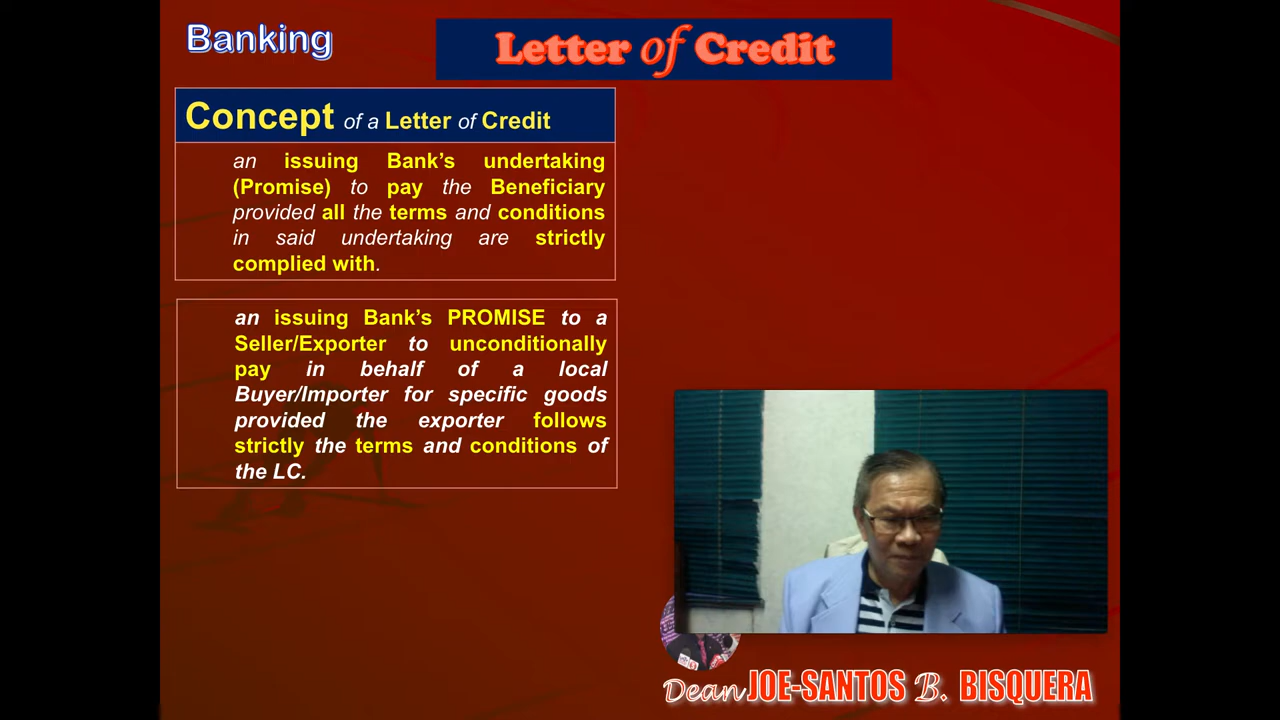 Banking
Letter of Credit
Concept of a Letter of Credit
an issuing Bank’s undertaking
(Promise) to pay the Beneficiary
provided all the terms and conditions
in said undertaking are strictly
complied with.
an issuing Bank’s PROMISE to a
Seller/Exporter to unconditionally
pay in behalf of a local
Buyer/Importer for specific goods
provided the exporter follows
strictly the terms and conditions of
the LC.
Dean JOE-SANTOS B. BISQUERA